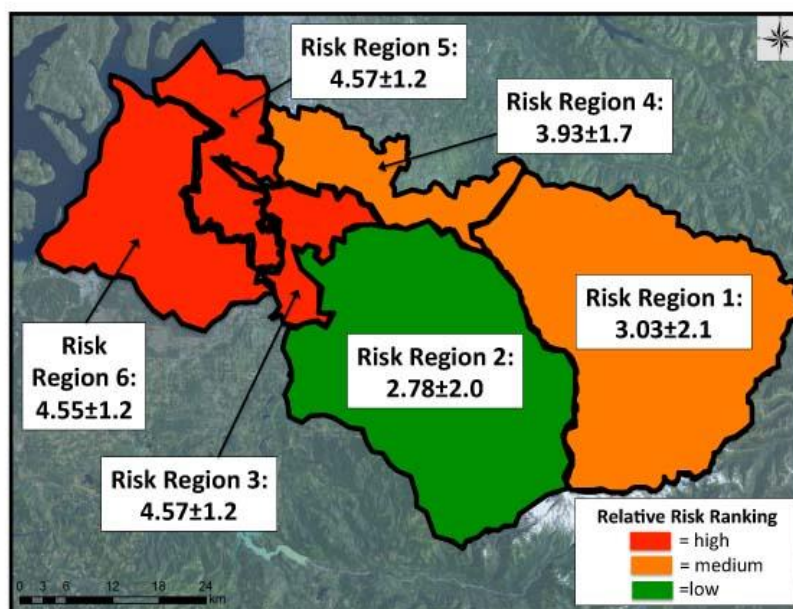 Risk Region 5:
4.57±1.2
Risk Region 4:
3.93±1.7
Risk Region 1:
3.03±2.1
Risk Region 2:
2.78±2.0
Risk
Region 6:
4.55±1.2
Risk Region 3:
4.57±1.2
Relative Risk Ranking
= high
= medium
=low
0 3 6 12 18 24
km